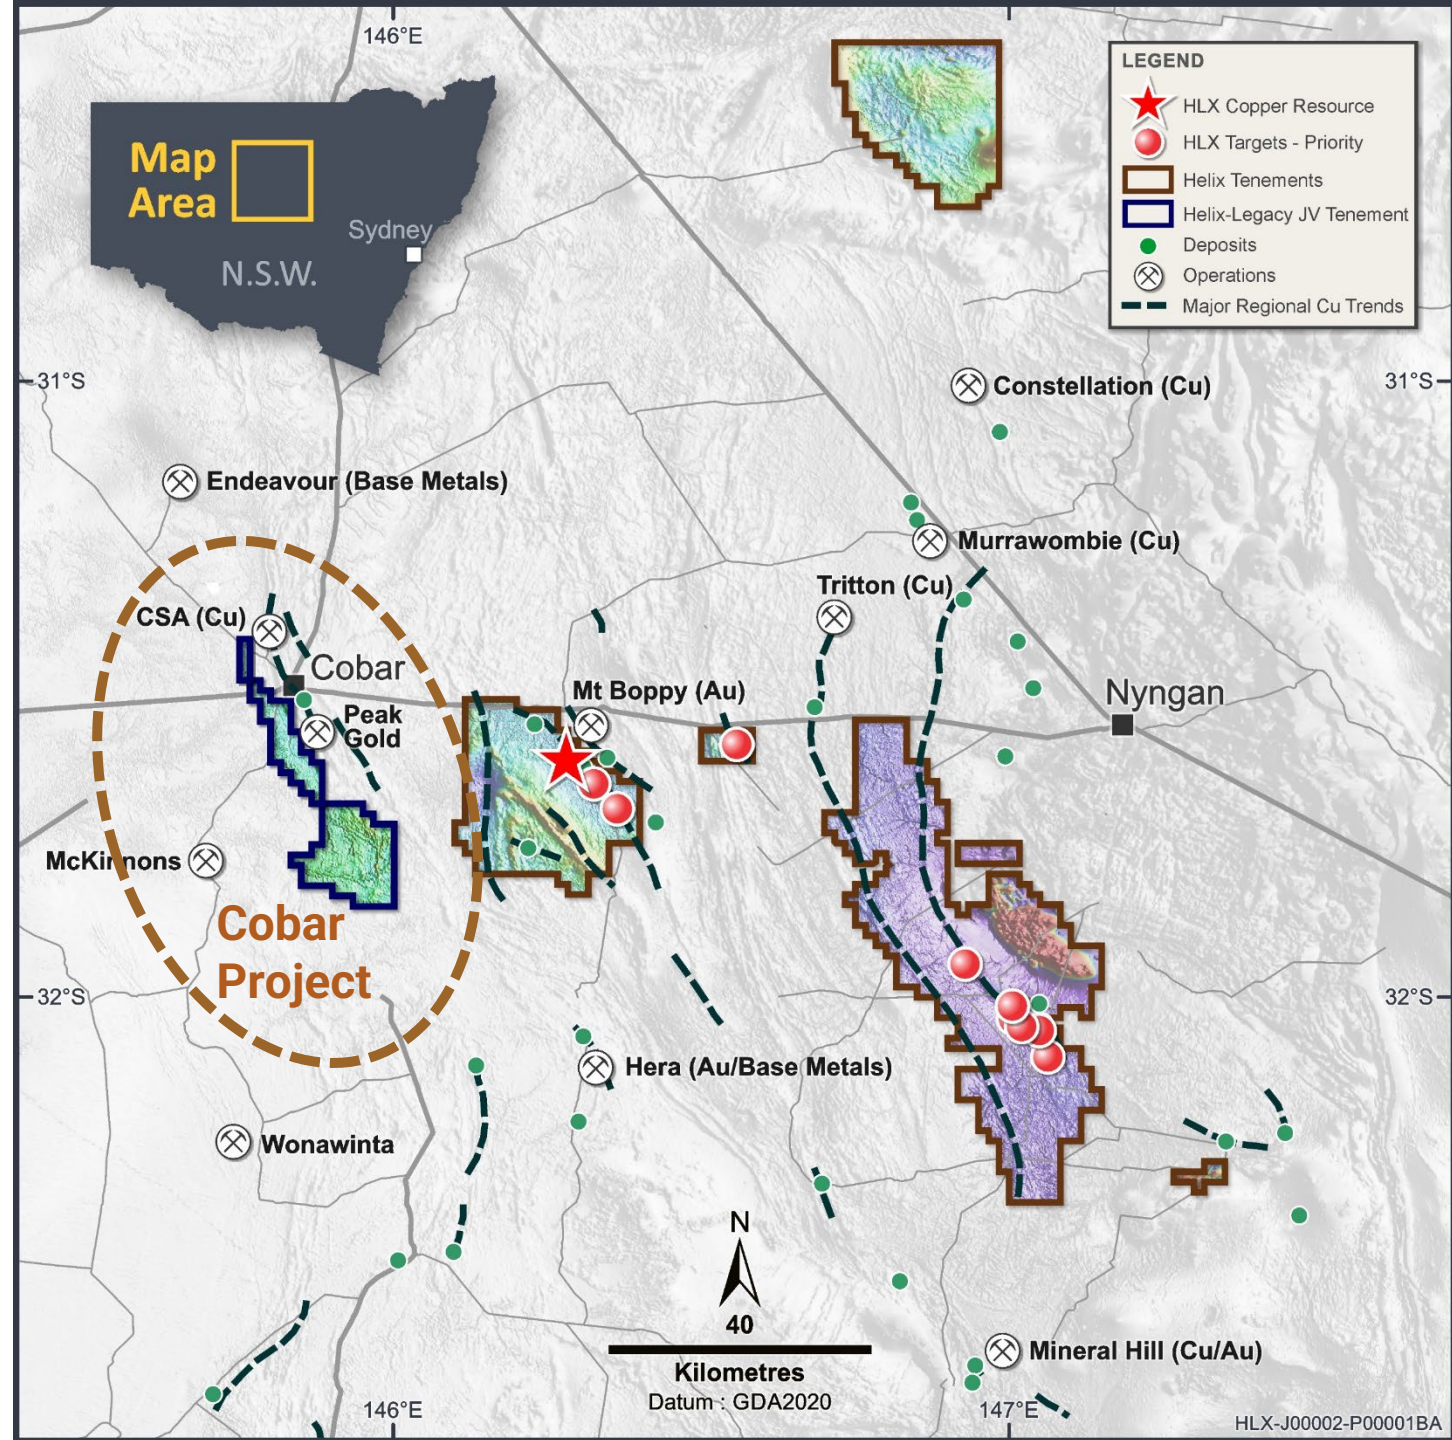 146°E
LEGEND
HLX Copper Resource
HLX Targets - Priority
Helix Tenements
Helix-Legacy JV Tenement
Deposits
Operations
Major Regional Cu Trends
Map
Area
Sydney
N.S.W.
31°S
31°S
Constellation (Cu)
Endeavour (Base Metals)
Murrawombie (Cu)
Tritton (Cu)
CSA (Cu)
Cobar
Mt Boppy (Au)
Nyngan
Peak
Gold
McKinnons
Cobar
Project
32°S
32°S
Hera (Au/Base Metals)
Wonawinta
N
40
Kilometres
Datum : GDA2020
Mineral Hill (Cu/Au)
146°E
147°E
HLX-J00002-P00001BA